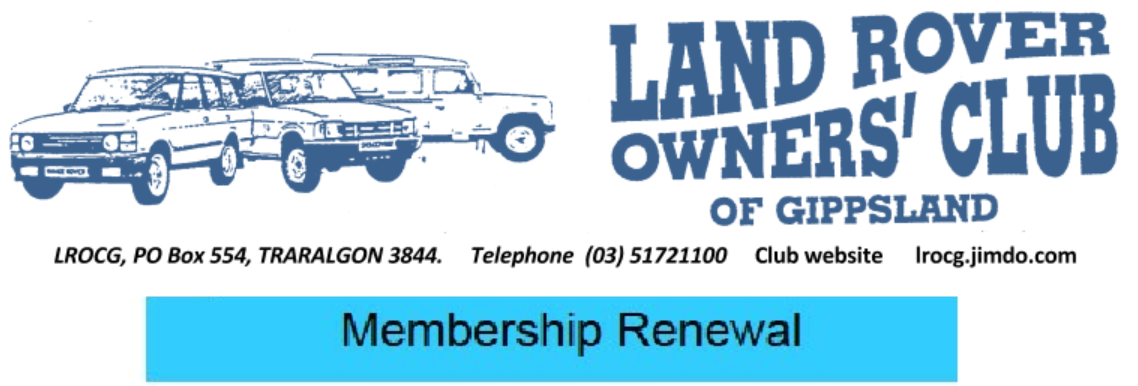 LAND ROVER
OWNERS' CLUB
OF GIPPSLAND
LROCG, PO Box 554, TRARALGON 3844. Telephone (03) 51721100 Club website lrocg.jimdo.com
Membership Renewal